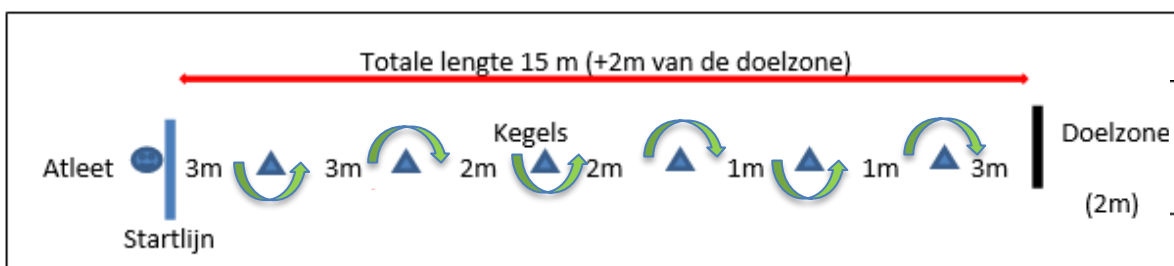 Totale lengte 15 m (+2m van de doelzone)
Kegels
Doelzone
Atleet
3m 3m 2m 2m 1m 1m 3m
(2m)
Startlijn